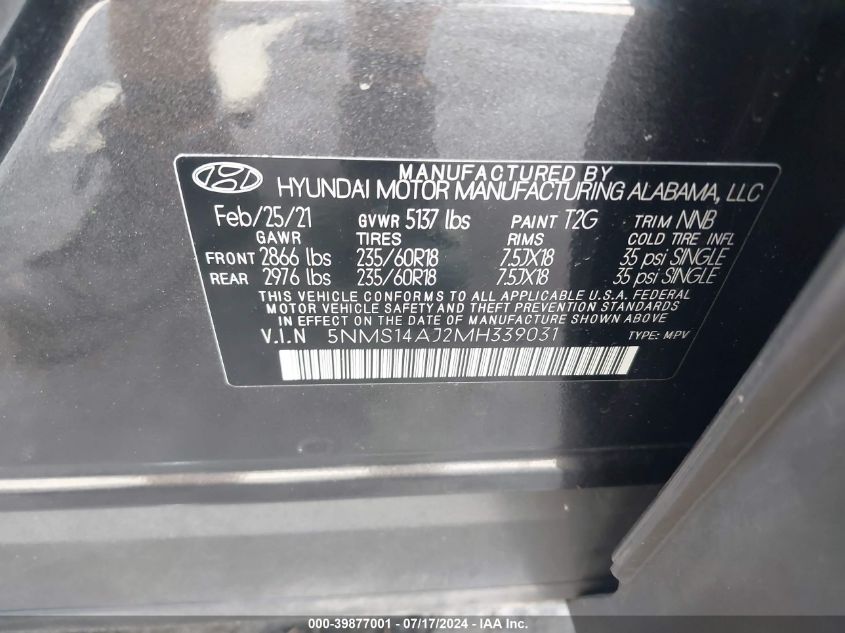 MANUFACTURED BY
HYUNDAI MOTOR MANUFACTURING ALABAMA, LLC
Feb/25/21 GVWR 5137 lbs PAINT T2G TRIM NNB
GAWR TIRES RIMS COLD TIRE INFL
FRONT 2866 lbs 235/60R18 7.5JX18 35 psi SINGLE
REAR 2976 lbs 235/60R18 7.5JX18 35 psi SINGLE
THIS VEHICLE CONFORMS TO ALL APPLICABLE U.S.A. FEDERAL
MOTOR VEHICLE SAFETY AND THEFT PREVENTION STANDARDS
IN EFFECT ON THE DATE OF MANUFACTURE SHOWN ABOVE.
V.I.N 5NMS14AJ2MH339031 TYPE: MPV
000-39877001 - 07/17/2024 - IAA Inc.